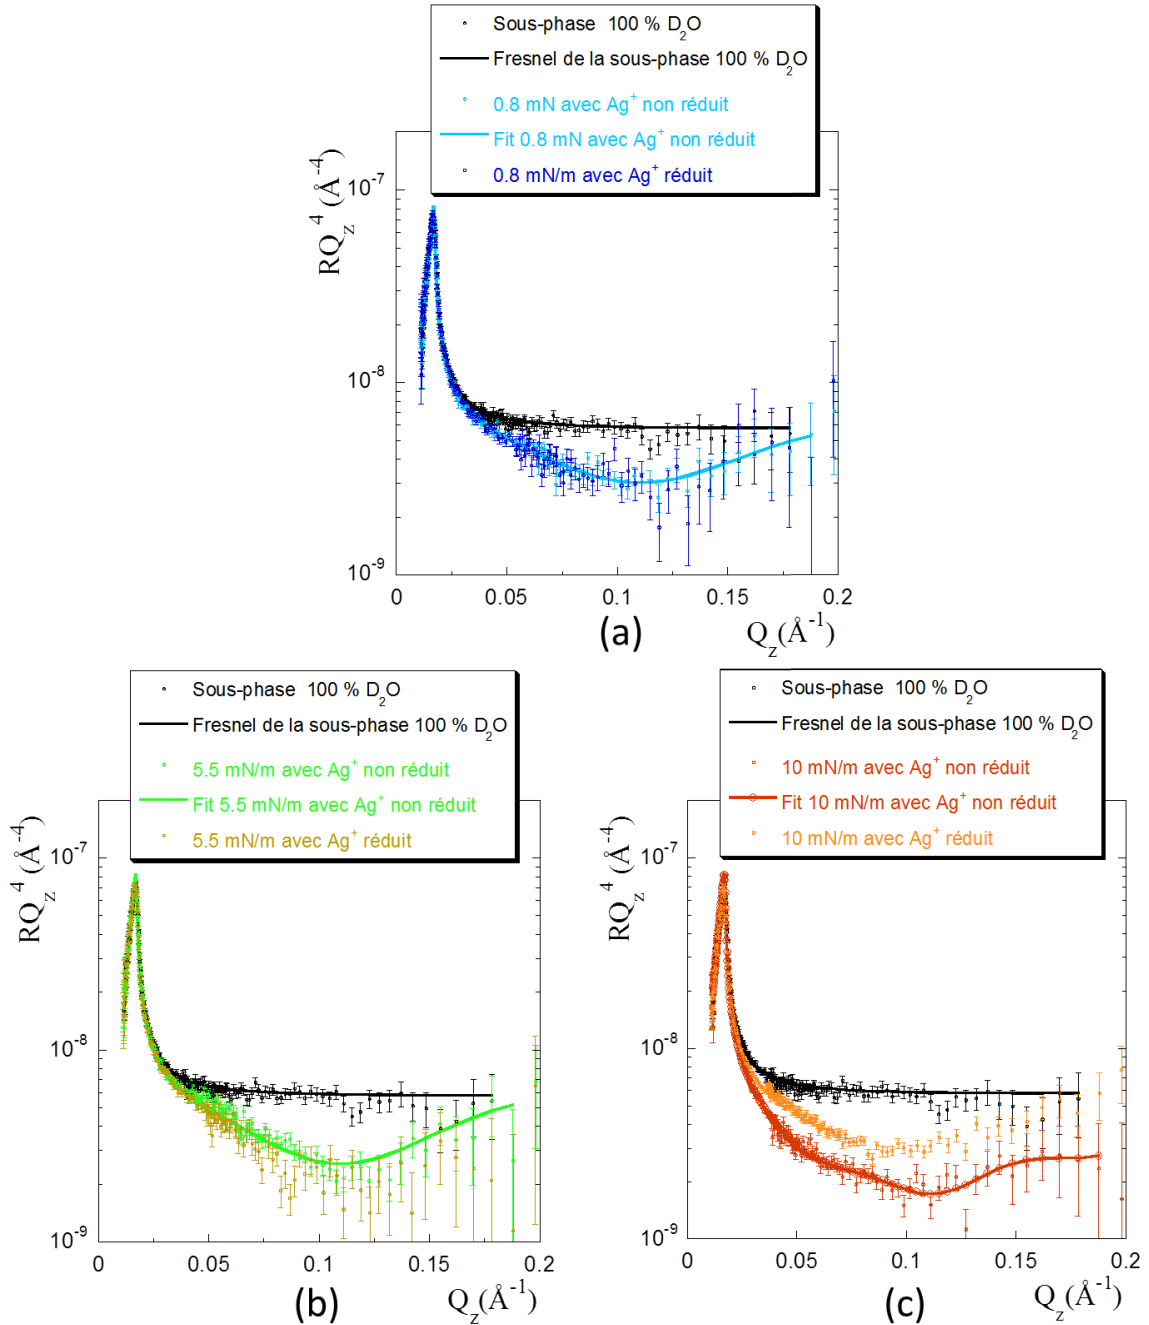 Sous-phase 100 % D2O
Fresnel de la sous-phase 100 % D2O
0.8 mN avec Ag+ non réduit
Fit 0.8 mN avec Ag+ non réduit
0.8 mN/m avec Ag+ réduit
RQz4 (Å-4)
10-7
10-8
10-9
0 0.05 0.1 0.15 0.2
(a) Qz(Å-1)
Sous-phase 100 % D2O
Fresnel de la sous-phase 100 % D2O
5.5 mN/m avec Ag+ non réduit
Fit 5.5 mN/m avec Ag+ non réduit
5.5 mN/m avec Ag+ réduit
RQz4 (Å-4)
10-7
10-8
10-9
0 0.05 0.1 0.15 0.2
(b) Qz(Å-1)
Sous-phase 100 % D2O
Fresnel de la sous-phase 100 % D2O
10 mN/m avec Ag+ non réduit
Fit 10 mN/m avec Ag+ non réduit
10 mN/m avec Ag+ réduit
RQz4 (Å-4)
10-7
10-8
10-9
0 0.05 0.1 0.15 0.2
(c) Qz(Å-1)